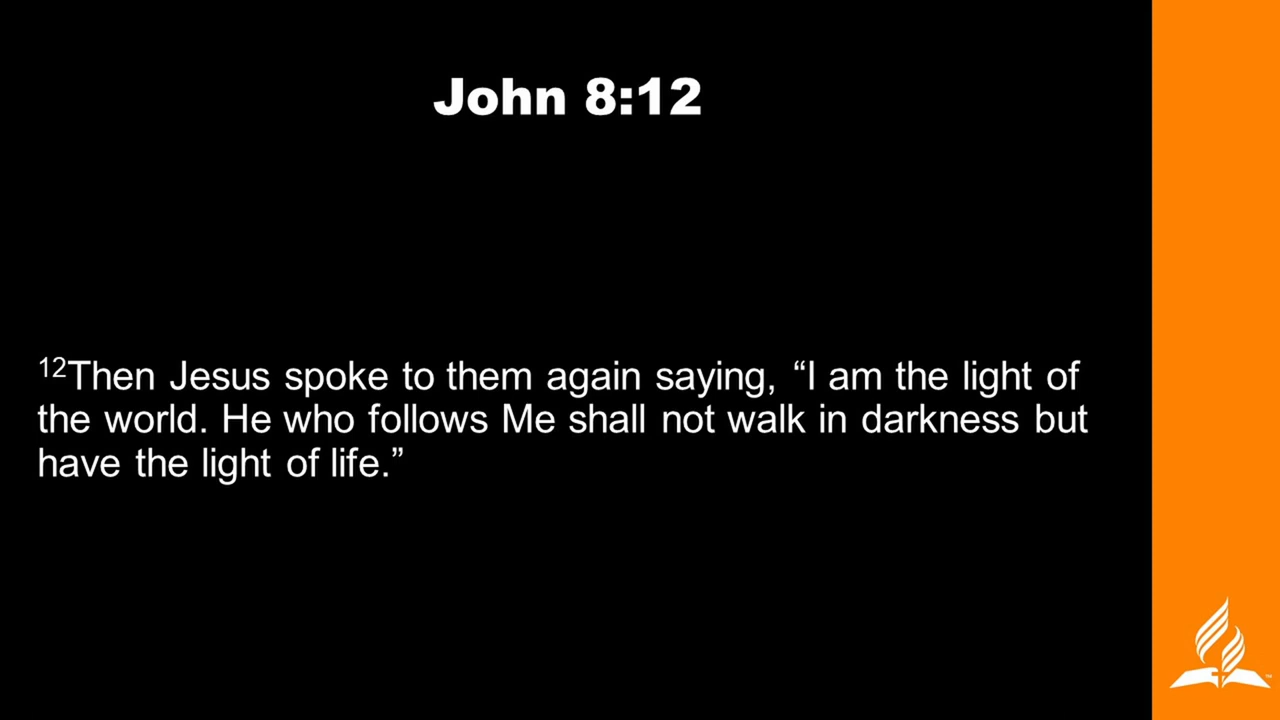 John 8:12
12Then Jesus spoke to them again saying, “I am the light of
the world. He who follows Me shall not walk in darkness but
have the light of life.”